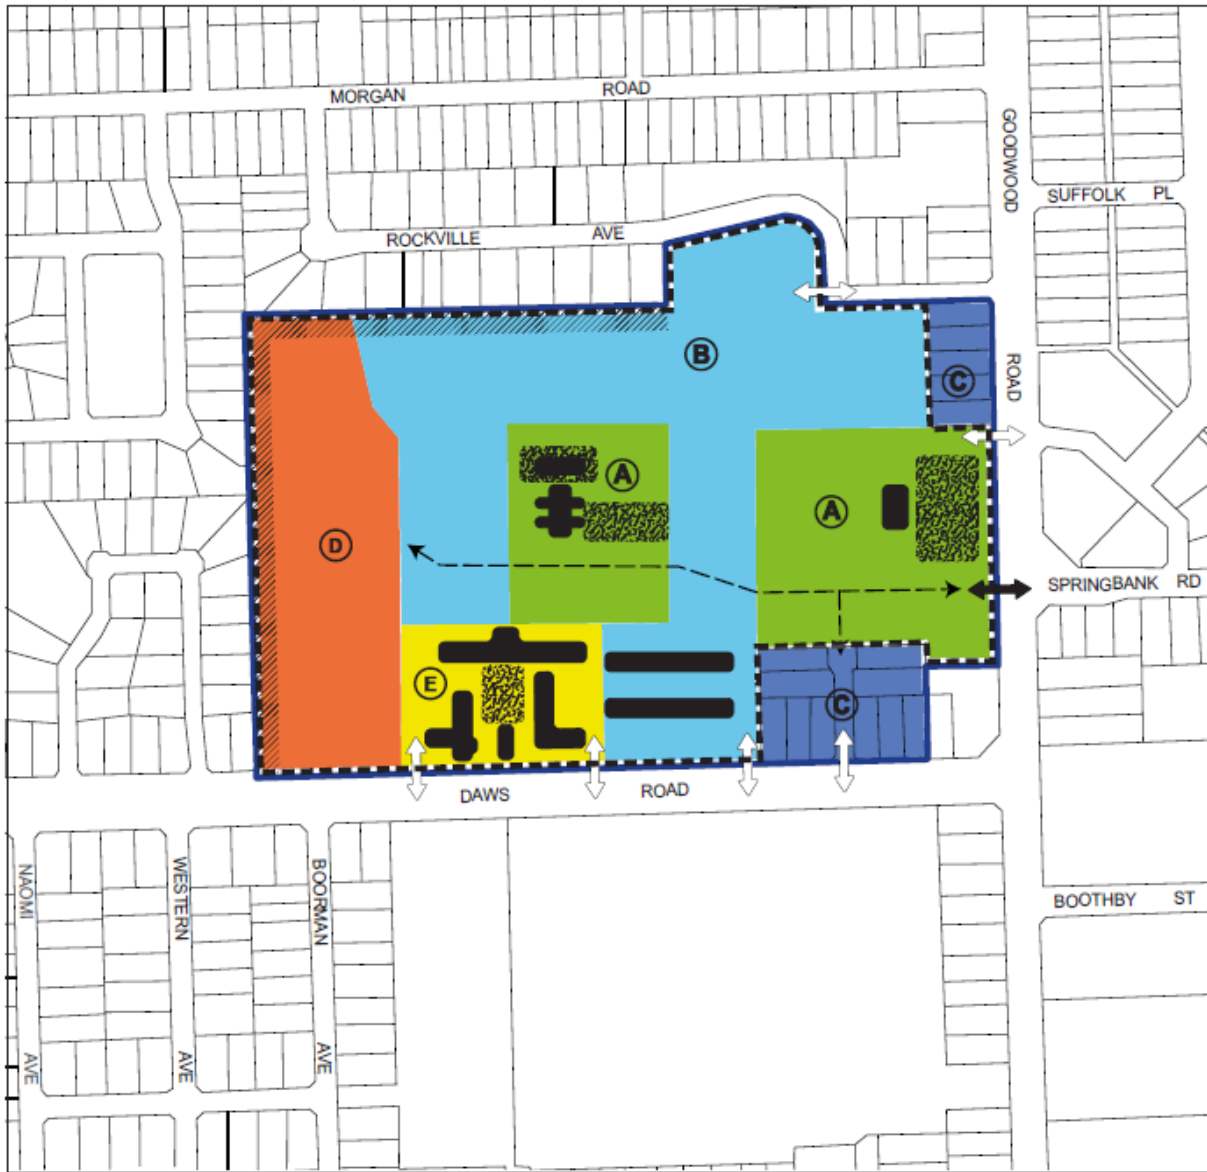 MORGAN ROAD
GOODWOOD
SUFFOLK PL
ROCKVILLE AVE
B
C
ROAD
A
A
D
SPRINGBANK RD
E
C
DAWS ROAD
NAOMI
WESTERN
BOORMAN
BOOTHBY ST
AVE
AVE
AVE